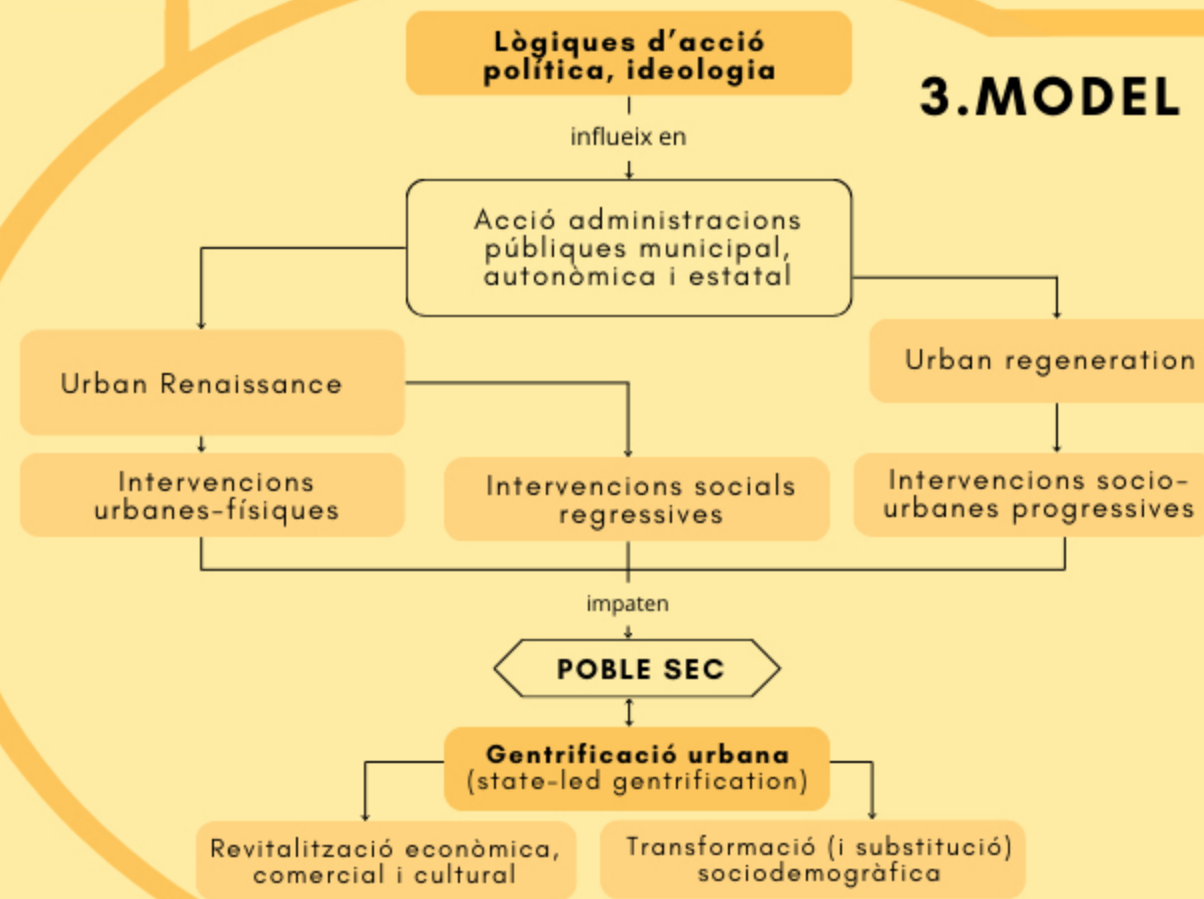 Lògiques d’acció
política, ideologia
3.MODEL
influeix en
Acció administracions
públiques municipal,
autonòmica i estatal
Urban Renaissance
Urban regeneration
Intervencions
urbanes-físiques
Intervencions socials
regressives
Intervencions socio-
urbanes progressives
impaten
POBLE SEC
Gentrificació urbana
(state-led gentrification)
Revitalització econòmica,
comercial i cultural
Transformació (i substitució)
sociodemogràfica